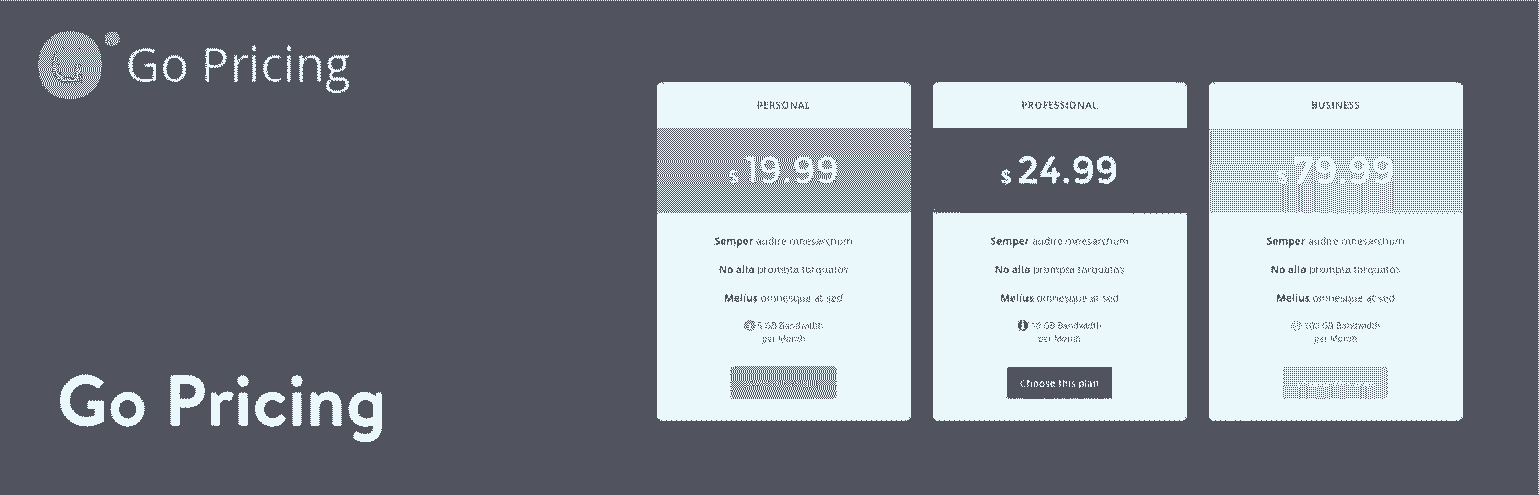 Go Pricing
PERSONAL
$ 19.99
Semper audire omnesarchum
No alia prompta torquatos
Melius omnesque at sed
5 GB Bandwidth
per Month
PROFESSIONAL
$ 24.99
Semper audire omnesarchum
No alia prompta torquatos
Melius omnesque at sed
10 GB Bandwidth
per Month
Choose this plan
BUSINESS
$ 79.99
Semper audire omnesarchum
No alia prompta torquatos
Melius omnesque at sed
GB Bandwidth
per Month
Go Pricing